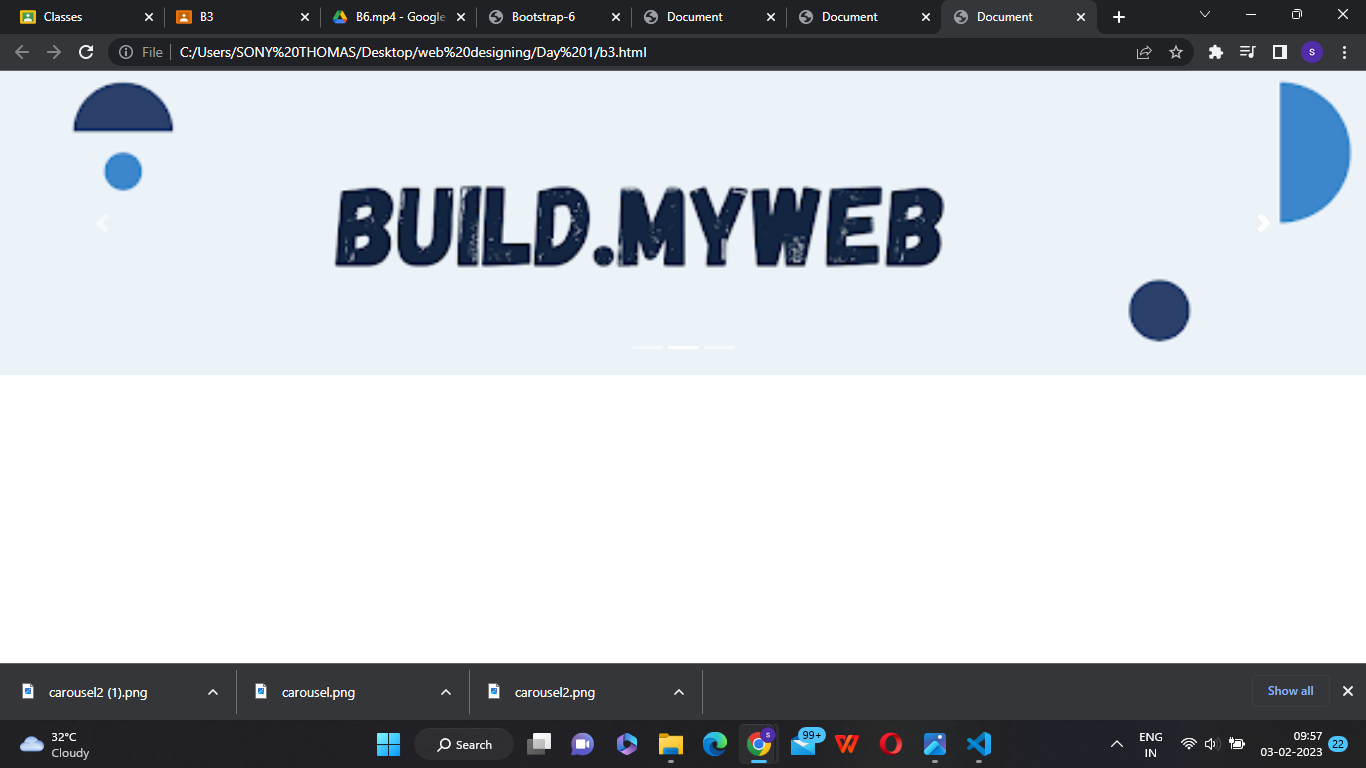 Classes
B3
B6.mp4 - Google
Bootstrap-6
Document
Document
Document
File
C:/Users/SONY%20THOMAS/Desktop/web%20designing/Day%201/b3.html
s
BUILD.MYWEB
carousel2 (1).png
carousel.png
carousel2.png
Show all
32°C
Cloudy
Search
s
99+
ENG
IN
09:57
03-02-2023
22